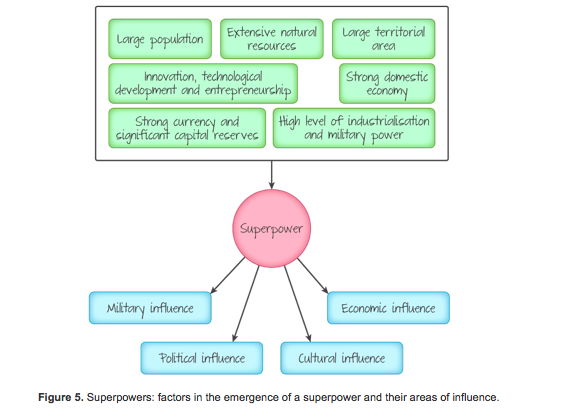 Large population
Extensive natural
resources
Large territorial
area
Innovation, technological
development and entrepreneurship
Strong domestic
economy
Strong currency and
significant capital reserves
High level of industrialisation
and military power
Superpower
Military influence
Economic influence
Political influence
Cultural influence
Figure 5. Superpowers: factors in the emergence of a superpower and their areas of influence.